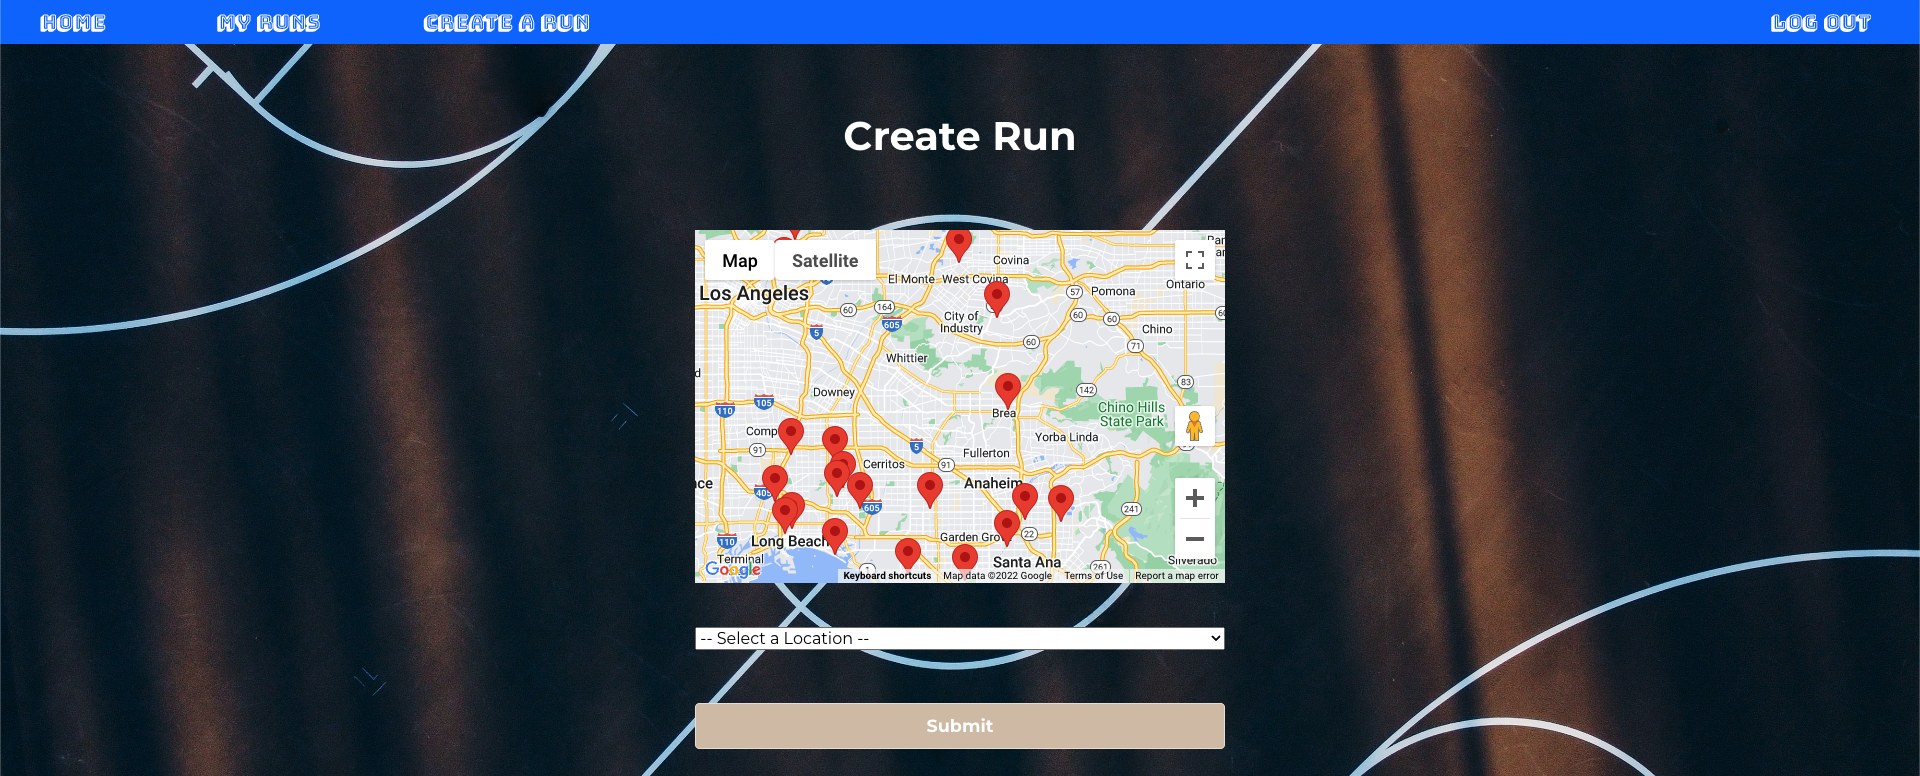 HOME
MY RUNS
CREATE A RUN
LOG OUT
Create Run
Map
Satellite
Covina
El Monte
West Covina
Los Angeles
57
Pomona
Ontario
60
164
605
City of
Industry
60
60
5
Chino
60
71
Whittier
83
Downey
142
110
105
Chino Hills
State Park
Brea
Comp
Yorba Linda
91
5
Fullerton
Cerritos
91
Anaheim
405
605
241
22
Garden Gro
110
Long Beach
Terminal
Santa Ana
Silverado
261
1
Google
Keyboard shortcuts
Map data ©2022 Google
Terms of Use
Report a map error
-- Select a Location --
Submit